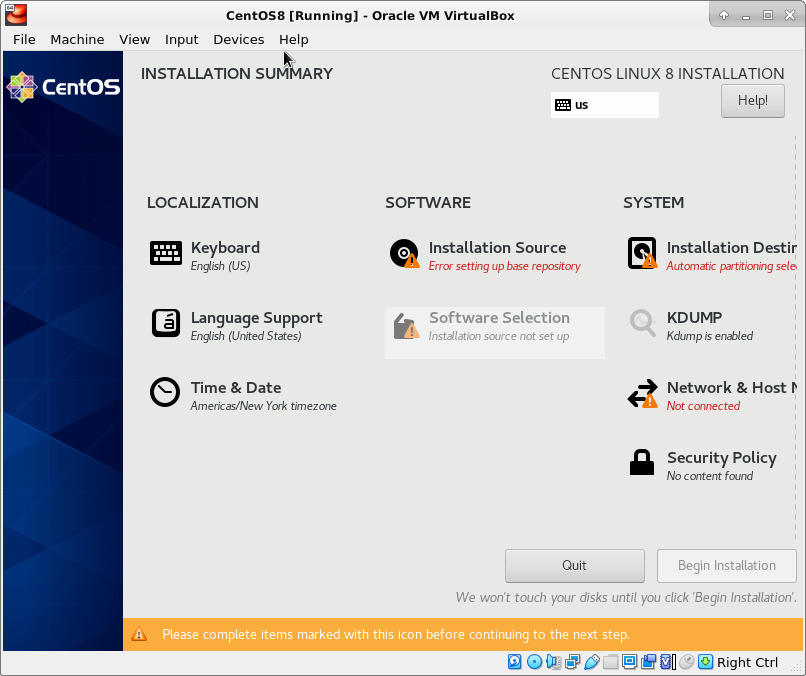 CentOS8 [Running] - Oracle VM VirtualBox
File Machine View Input Devices Help
CentOS
INSTALLATION SUMMARY
CENTOS LINUX 8 INSTALLATION
us
Help!
LOCALIZATION
Keyboard
English (US)
Language Support
English (United States)
Time & Date
Americas/New York timezone
SOFTWARE
Installation Source
Error setting up base repository
Software Selection
Installation source not set up
SYSTEM
Installation Destin
Automatic partitioning sele
KDUMP
Kdump is enabled
Network & Host N
Not connected
Security Policy
No content found
Quit
Begin Installation
We won't touch your disks until you click 'Begin Installation'.
Please complete items marked with this icon before continuing to the next step.
Right Ctrl